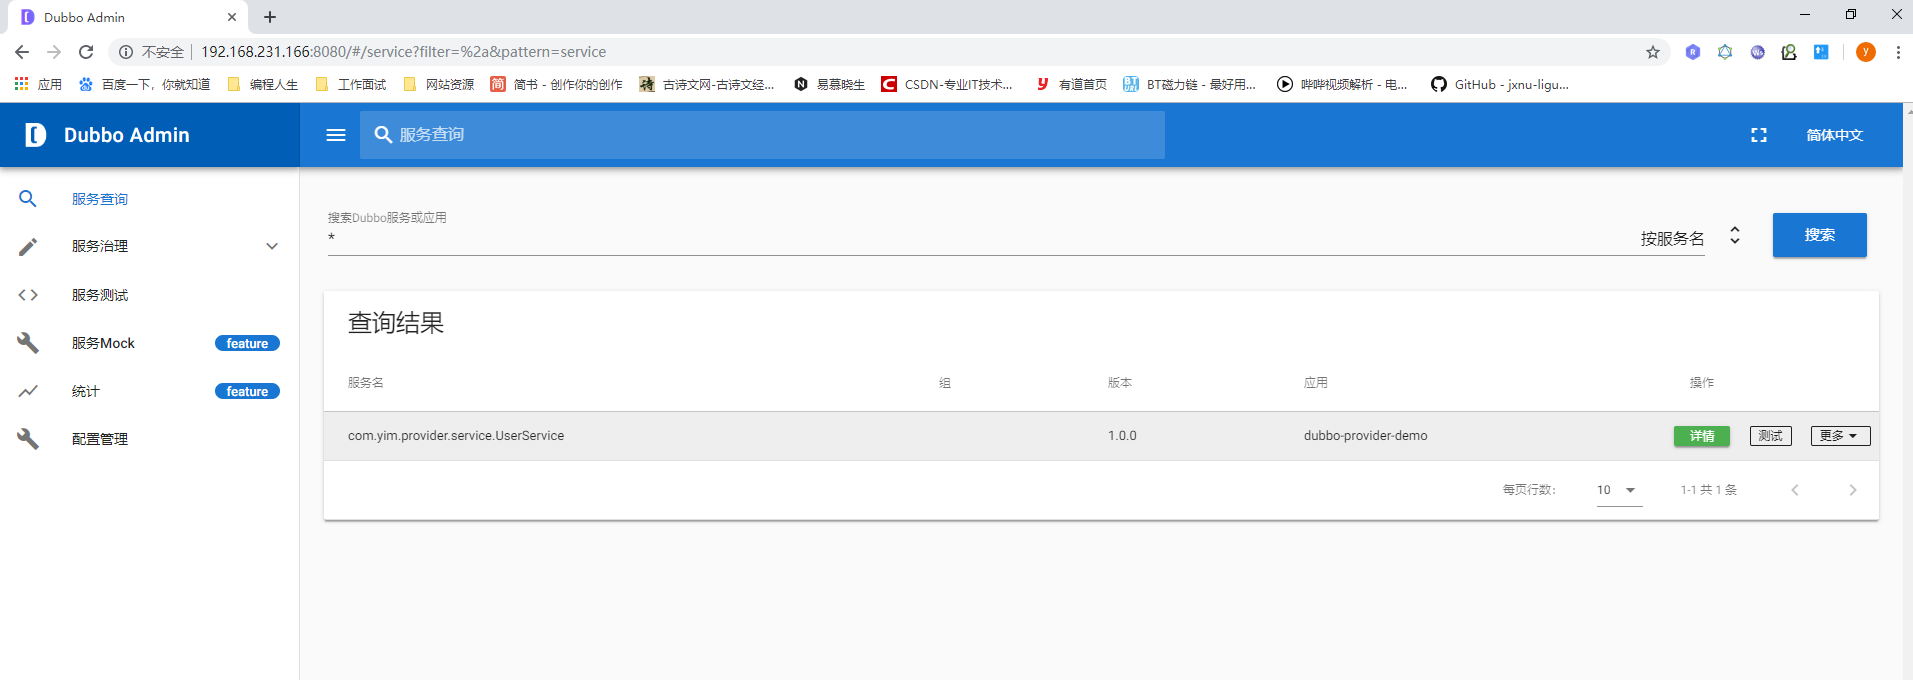 Dubbo Admin
不安全 192.168.231.166:8080/#/service?filter=%2a&pattern=service
应用 百度一下，你就知道 编程人生 工作面试 网站资源 简书 - 创作你的创作 古诗文网-古诗文经... 易慕晓生 CSDN-专业IT技术... 有道首页 BT磁力链 - 最好用... 哔哔视频解析 - 电... GitHub - jxnu-ligu...
Dubbo Admin
服务查询
简体中文
服务查询
服务治理
服务测试
服务Mock feature
统计 feature
配置管理
搜索Dubbo服务或应用
* 按服务名 搜索
查询结果
服务名 组 版本 应用 操作
com.yim.provider.service.UserService 1.0.0 dubbo-provider-demo 详情 测试 更多
每页行数: 10 1-1 共 1 条